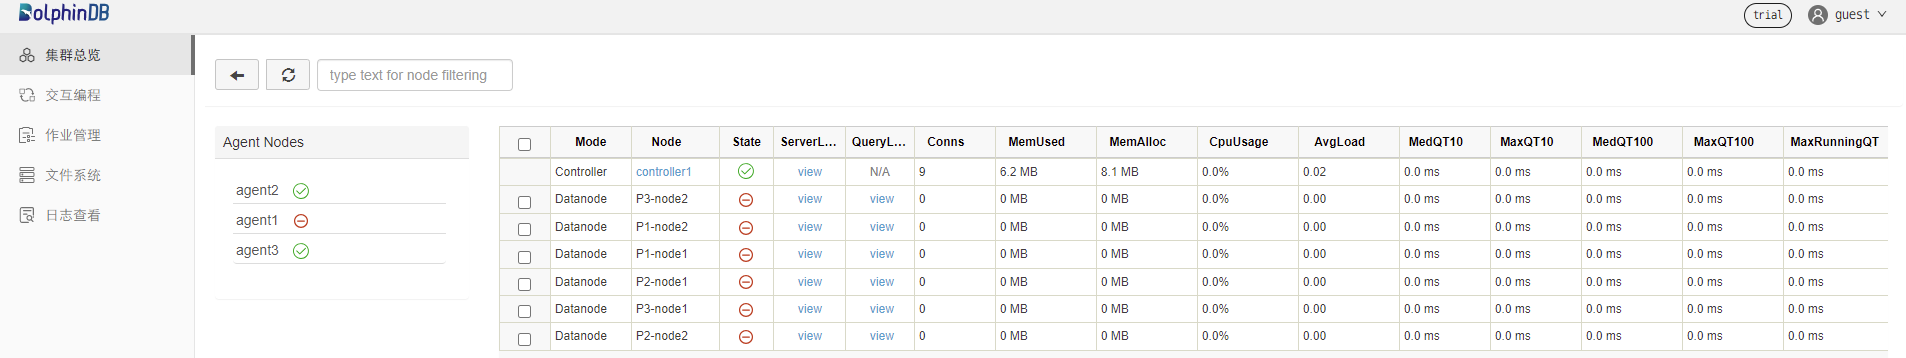 DolphinDB
trial guest
集群总览
交互编程
作业管理
文件系统
日志查看
type text for node filtering
Agent Nodes
agent2
agent1
agent3
Mode Node State ServerL... QueryL... Conns MemUsed MemAlloc CpuUsage AvgLoad MedQT10 MaxQT10 MedQT100 MaxQT100 MaxRunningQT
Controller controller1 view N/A 9 6.2 MB 8.1 MB 0.0% 0.02 0.0 ms 0.0 ms 0.0 ms 0.0 ms 0.0 ms
Datanode P3-node2 view view 0 0 MB 0 MB 0.0% 0.00 0.0 ms 0.0 ms 0.0 ms 0.0 ms 0.0 ms
Datanode P1-node2 view view 0 0 MB 0 MB 0.0% 0.00 0.0 ms 0.0 ms 0.0 ms 0.0 ms 0.0 ms
Datanode P1-node1 view view 0 0 MB 0 MB 0.0% 0.00 0.0 ms 0.0 ms 0.0 ms 0.0 ms 0.0 ms
Datanode P2-node1 view view 0 0 MB 0 MB 0.0% 0.00 0.0 ms 0.0 ms 0.0 ms 0.0 ms 0.0 ms
Datanode P3-node1 view view 0 0 MB 0 MB 0.0% 0.00 0.0 ms 0.0 ms 0.0 ms 0.0 ms 0.0 ms
Datanode P2-node2 view view 0 0 MB 0 MB 0.0% 0.00 0.0 ms 0.0 ms 0.0 ms 0.0 ms 0.0 ms